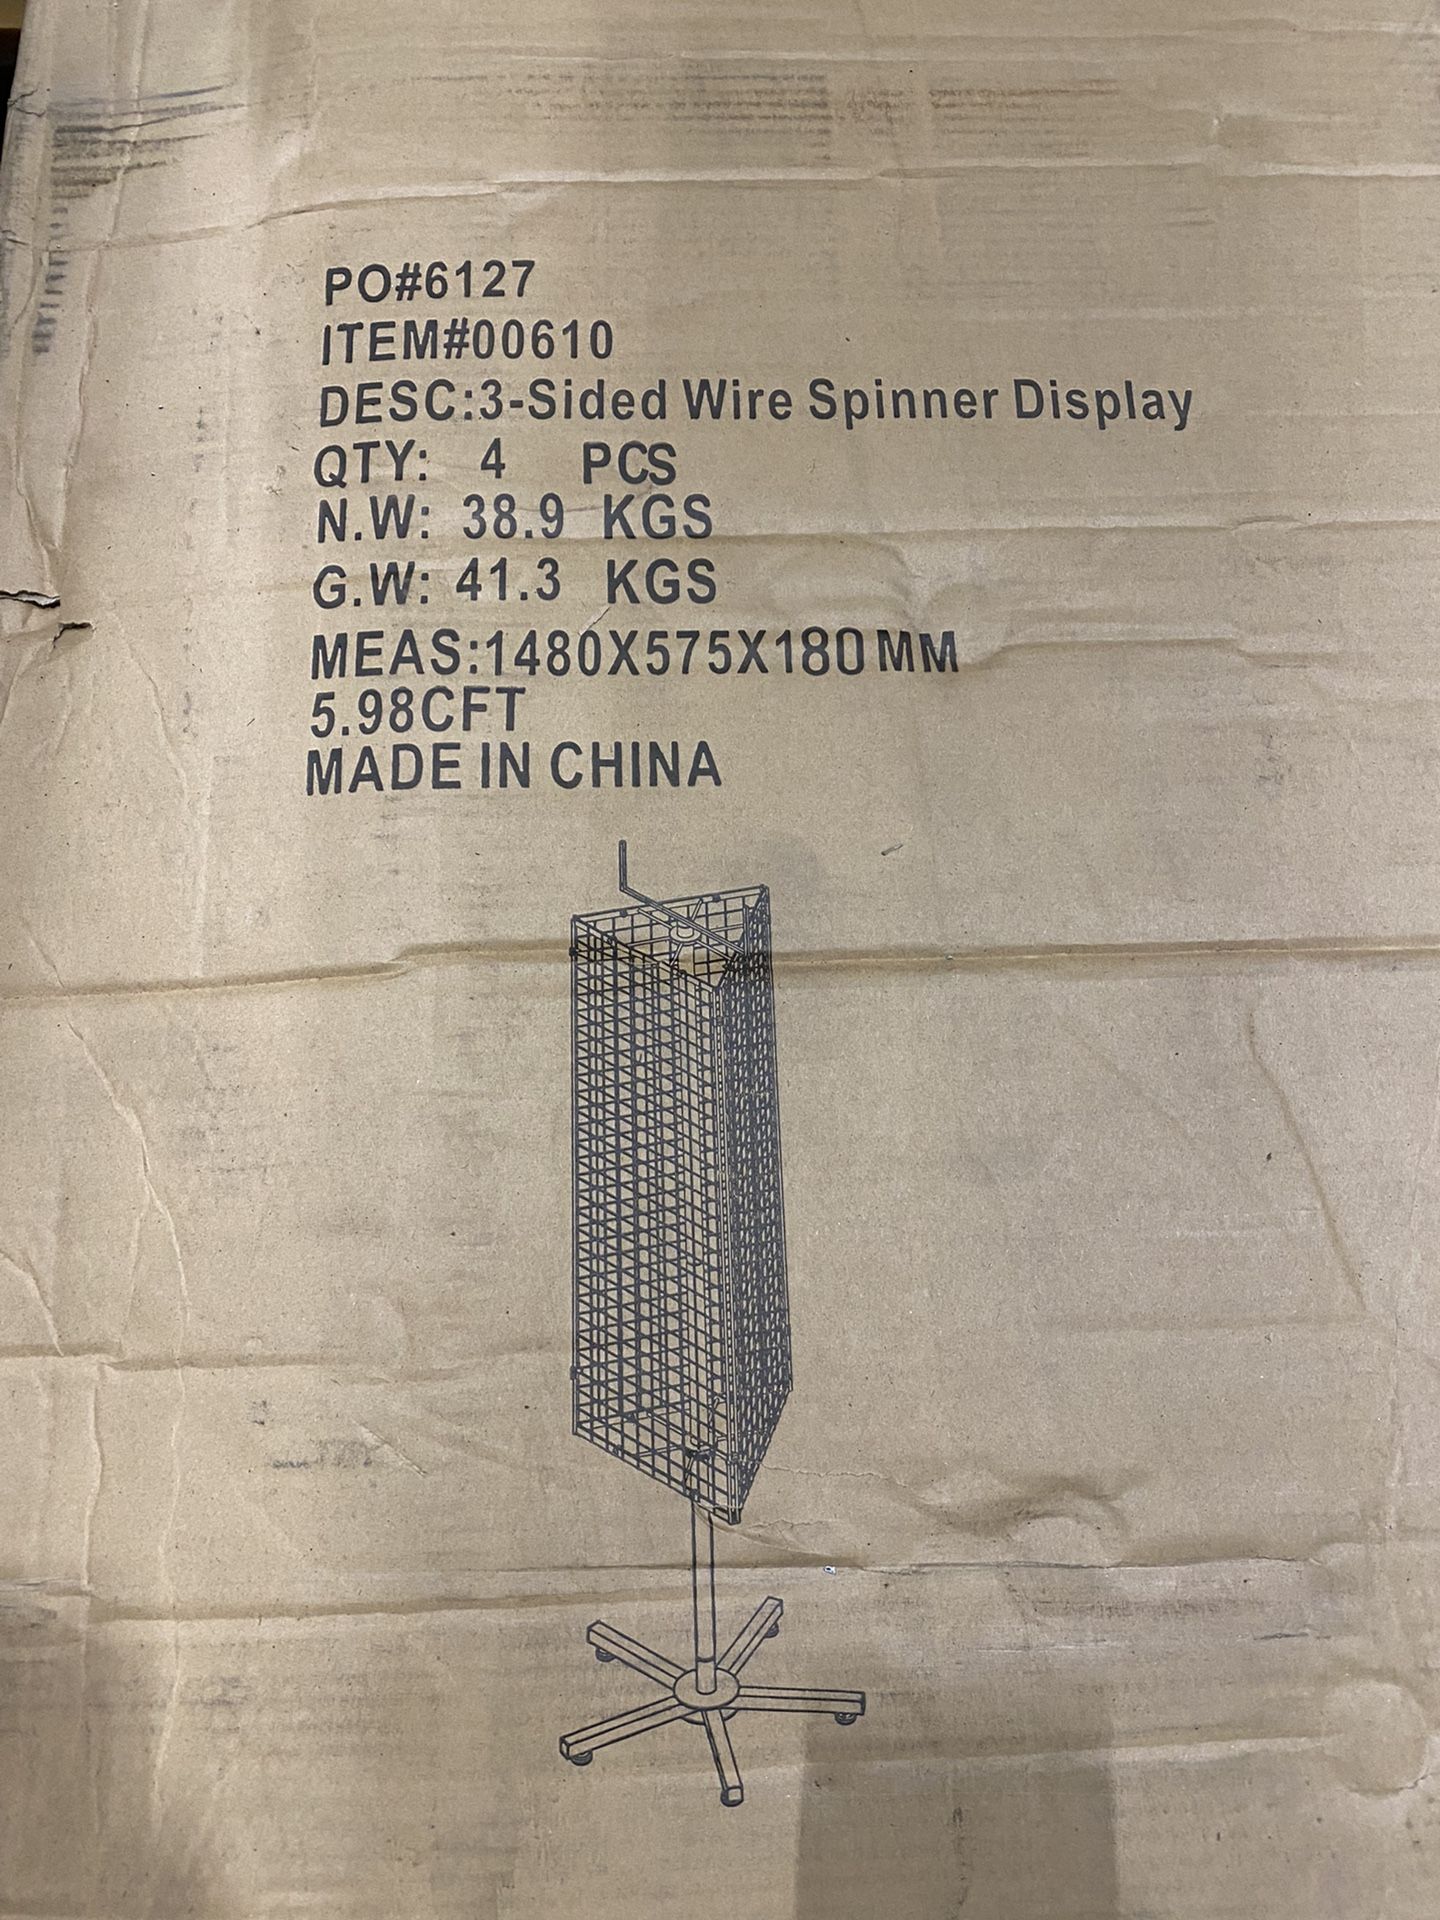 PO#6127
ITEM#00610
DESC:3-Sided Wire Spinner Display
QTY: 4 PCS
N.W: 38.9 KGS
G.W: 41.3 KGS
MEAS:1480X575X180MM
5.98CFT
MADE IN CHINA